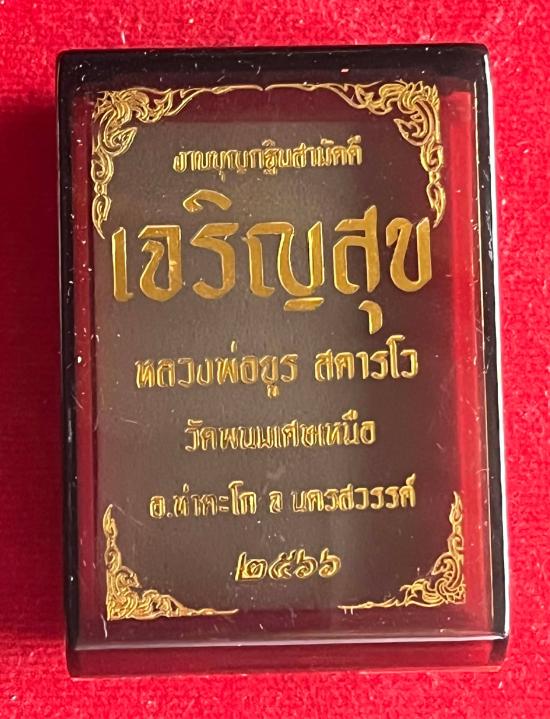 งานบุญกฐินสามัคคี
เจริญสุข
หลวงพ่อชูร สคารโว
วัดพนมเศษเหนือ
อ.ท่าตะโก จ นครสวรรค์
๒๕๖๖